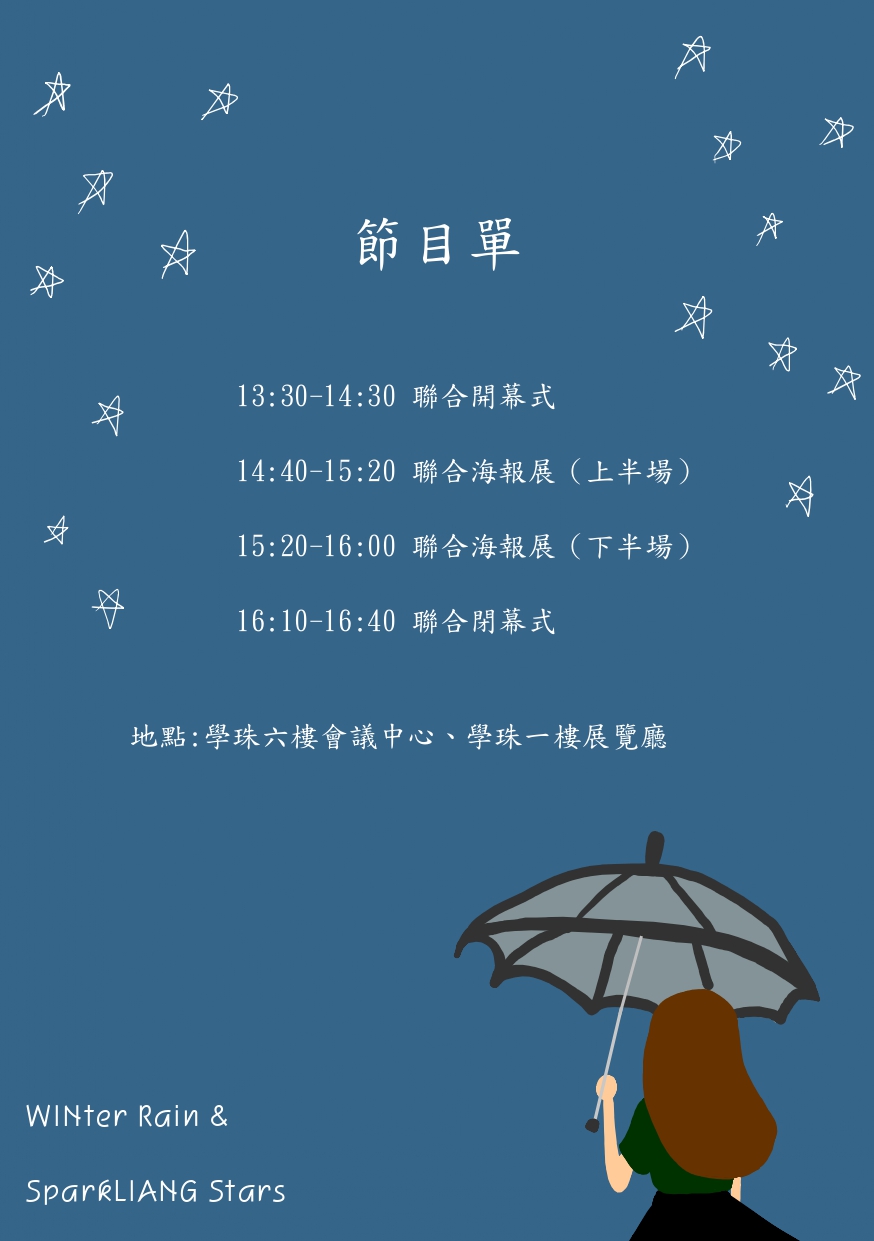 節目單
13:30-14:30 聯合開幕式
14:40-15:20 聯合海報展（上半場）
15:20-16:00 聯合海報展（下半場）
16:10-16:40 聯合閉幕式
地點:學珠六樓會議中心、學珠一樓展覽廳
WINter Rain &
SparkLIANG Stars